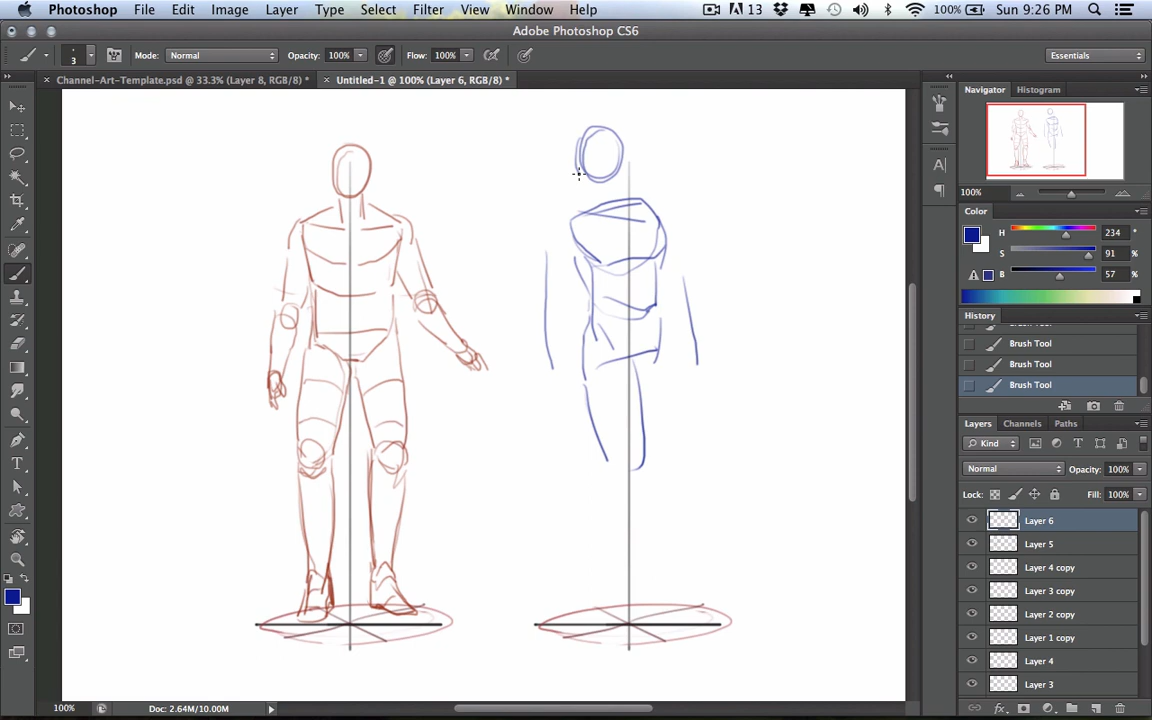 Photoshop File Edit Image Layer Type Select Filter View Window Help 13 100% Sun 9:26 PM
Adobe Photoshop CS6
3 Mode: Normal Opacity: 100% Flow: 100% Essentials
Channel-Art-Template.psd @ 33.3% (Layer 8, RGB/8) * Untitled-1 @ 100% (Layer 6, RGB/8) *
Navigator Histogram
100%
Color
H 234 °
S 91 %
B 57 %
History
Brush Tool
Brush Tool
Brush Tool
Layers Channels Paths
Kind
Normal Opacity: 100%
Lock: Fill: 100%
Layer 6
Layer 5
Layer 4 copy
Layer 3 copy
Layer 2 copy
Layer 1 copy
Layer 4
Layer 3
100% Doc: 2.64M/10.00M